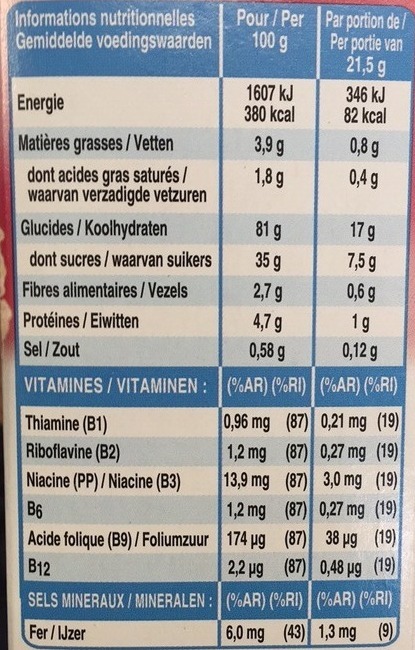 Informations nutritionnelles Pour / Per Par portion de /
Gemiddelde voedingswaarden 100 g Per portie van
21,5 g
Energie 1607 kJ 346 kJ
380 kcal 82 kcal
Matières grasses / Vetten 3,9 g 0,8 g
dont acides gras saturés / 1,8 g 0,4 g
waarvan verzadigde vetzuren
Glucides / Koolhydraten 81 g 17 g
dont sucres / waarvan suikers 35 g 7,5 g
Fibres alimentaires / Vezels 2,7 g 0,6 g
Protéines / Eiwitten 4,7 g 1 g
Sel / Zout 0,58 g 0,12 g
VITAMINES / VITAMINEN : (%AR) (%RI) (%AR) (%RI)
Thiamine (B1) 0,96 mg (87) 0,21 mg (19)
Riboflavine (B2) 1,2 mg (87) 0,27 mg (19)
Niacine (PP) / Niacine (B3) 13,9 mg (87) 3,0 mg (19)
B6 1,2 mg (87) 0,27 mg (19)
Acide folique (B9) / Foliumzuur 174 µg (87) 38 µg (19)
B12 2,2 µg (87) 0,48 µg (19)
SELS MINERAUX / MINERALEN : (%AR) (%RI) (%AR) (%RI)
Fer / IJzer 6,0 mg (43) 1,3 mg (9)